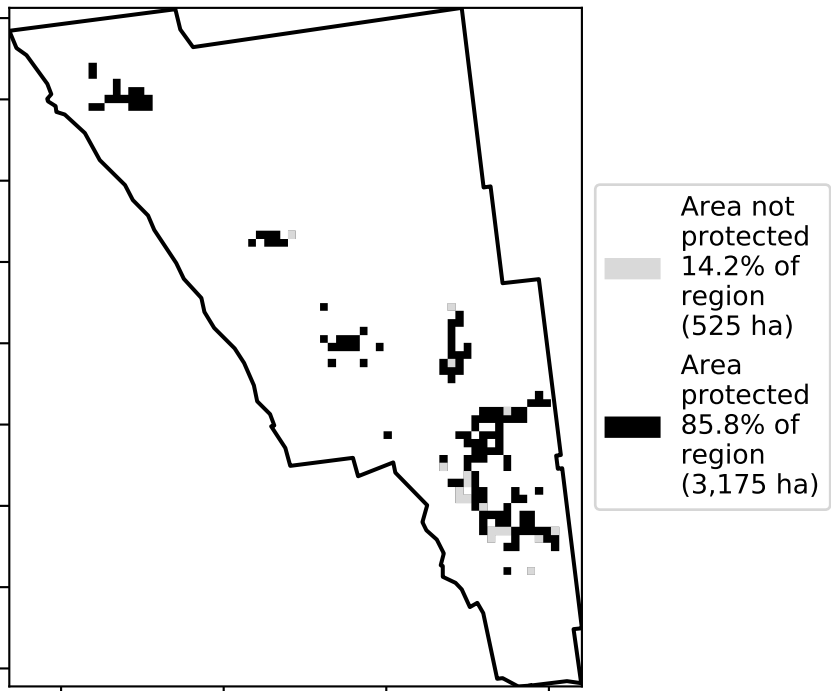 Area not
protected
14.2% of
region
(525 ha)
Area
protected
85.8% of
region
(3,175 ha)